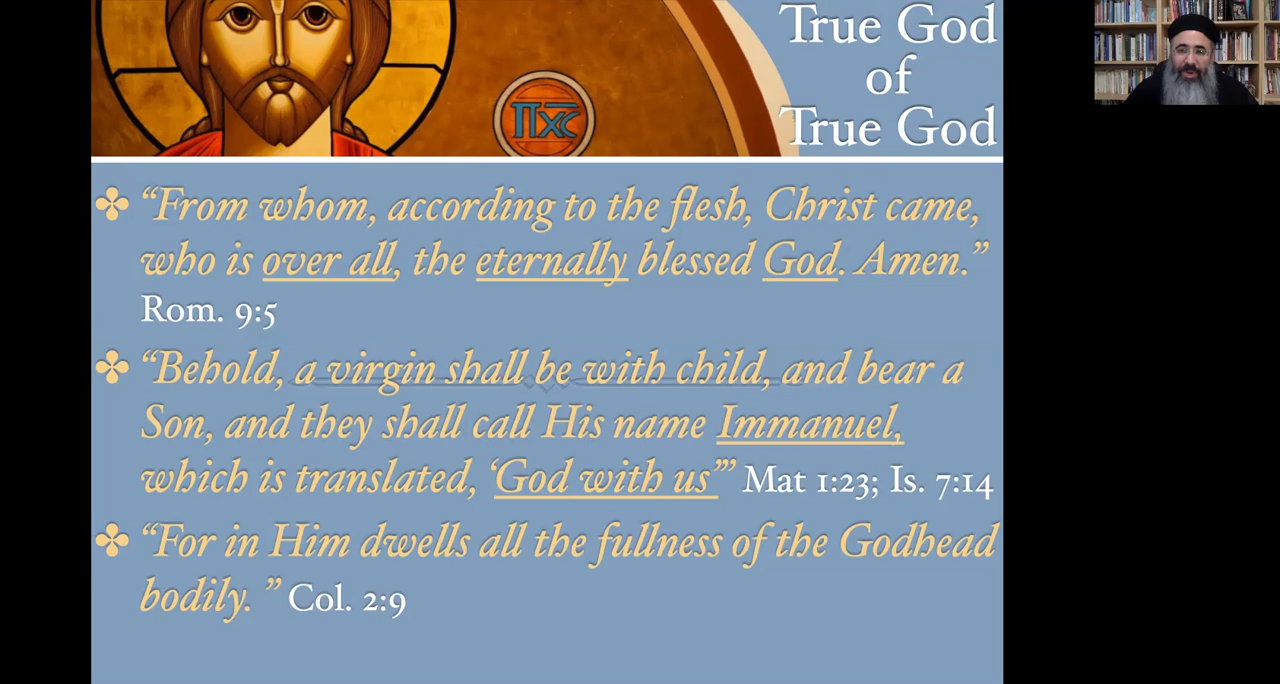 True God
of
True God
Ⲡⲭ̅ⲥ̅
“From whom, according to the flesh, Christ came,
who is over all, the eternally blessed God. Amen.”
Rom. 9:5
“Behold, a virgin shall be with child, and bear a
Son, and they shall call His name Immanuel,
which is translated, ‘God with us’” Mat 1:23; Is. 7:14
“For in Him dwells all the fullness of the Godhead
bodily. ” Col. 2:9